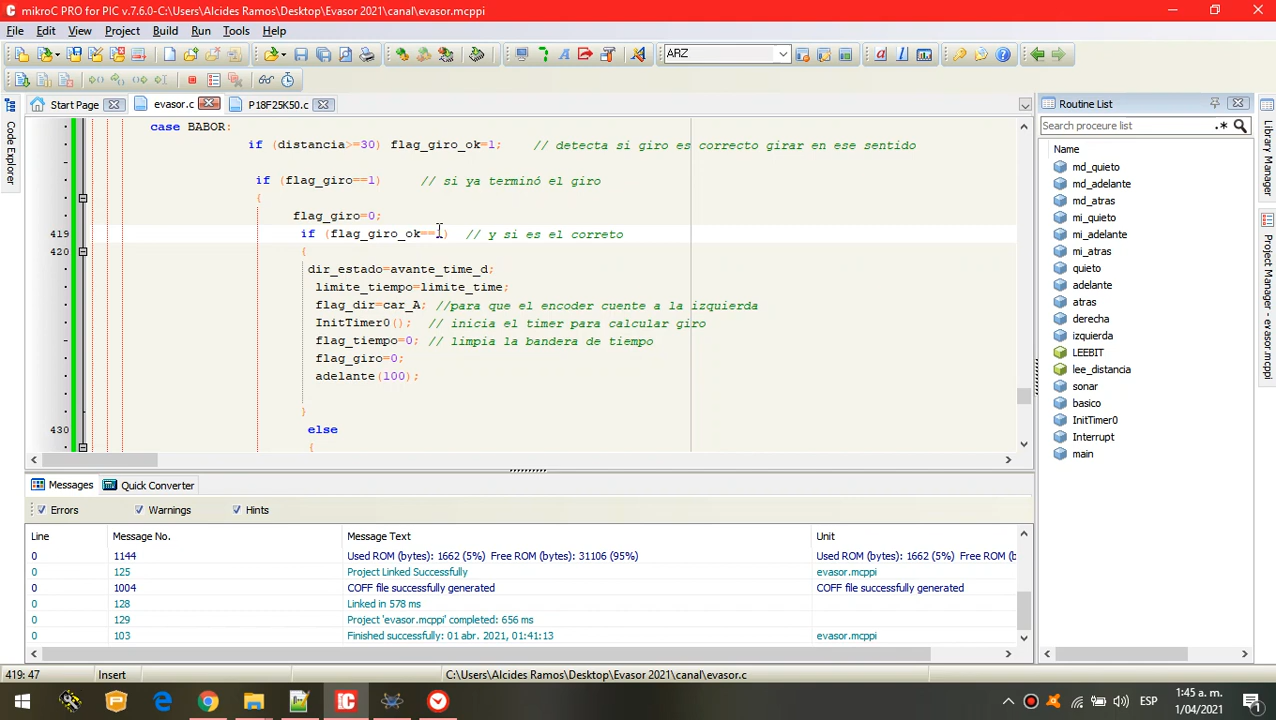 mikroC PRO for PIC v.7.6.0-C:\Users\Alcides Ramos\Desktop\Evasor 2021\canal\evasor.mcppi
File Edit View Project Build Run Tools Help
ARZ
Start Page evasor.c P18F25K50.c
Code Explorer
case BABOR:
if (distancia>=30) flag_giro_ok=1; // detecta si giro es correcto girar en ese sentido
if (flag_giro==1) // si ya terminó el giro
{
flag_giro=0;
419 if (flag_giro_ok==1) // y si es el correto
420 {
dir_estado=avante_time_d;
limite_tiempo=limite_time;
flag_dir=car_A; //para que el encoder cuente a la izquierda
InitTimer0(); // inicia el timer para calcular giro
flag_tiempo=0; // limpia la bandera de tiempo
flag_giro=0;
adelante(100);
}
430 else
{
Routine List
Search proceure list
Name
md_quieto
md_adelante
md_atras
mi_quieto
mi_adelante
mi_atras
quieto
adelante
atras
derecha
izquierda
LEEBIT
lee_distancia
sonar
basico
InitTimer0
Interrupt
main
Library Manager
Messages Quick Converter
Errors Warnings Hints
Line Message No. Message Text Unit
0 1144 Used ROM (bytes): 1662 (5%) Free ROM (bytes): 31106 (95%) Used ROM (bytes): 1662 (5%) Free ROM (b
0 125 Project Linked Successfully evasor.mcppi
0 1004 COFF file successfully generated COFF file successfully generated
0 128 Linked in 578 ms
0 129 Project 'evasor.mcppi' completed: 656 ms
0 103 Finished successfully: 01 abr. 2021, 01:41:13 evasor.mcppi
419: 47 Insert C:\Users\Alcides Ramos\Desktop\Evasor 2021\canal\evasor.c
ESP
1:45 a. m.
1/04/2021